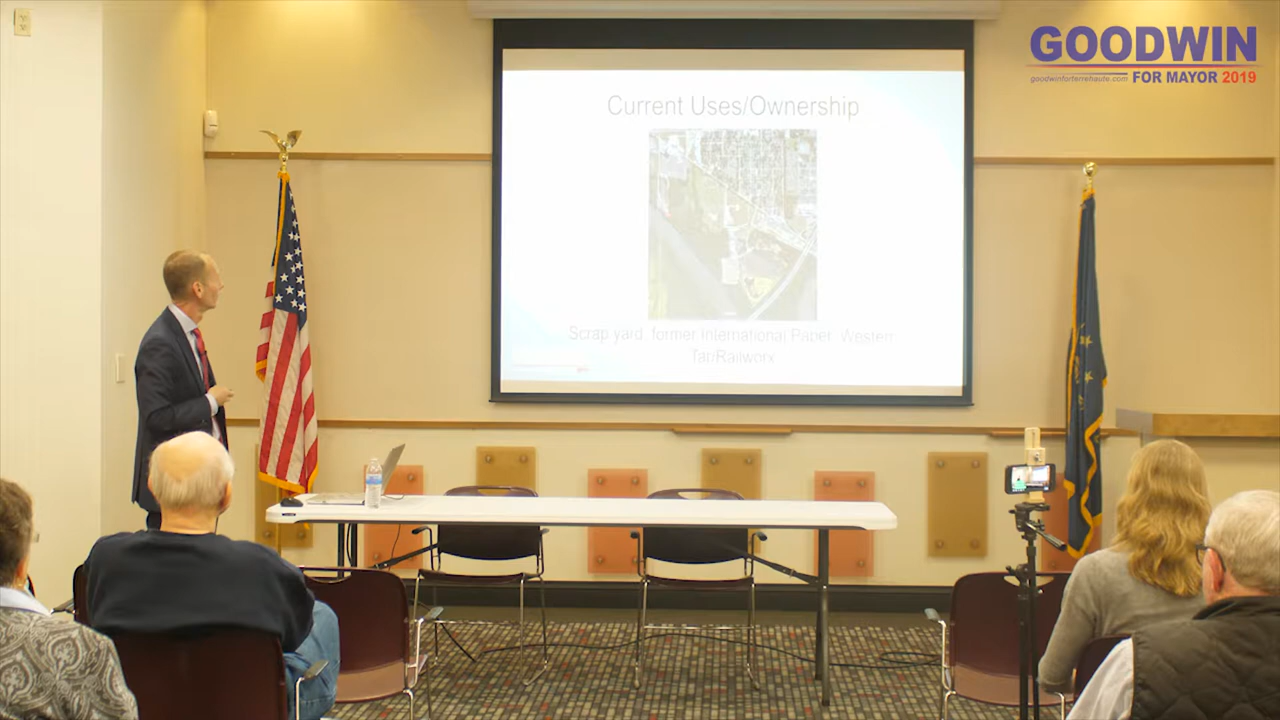 GOODWIN
goodwinforterrehaute.com FOR MAYOR 2019
Current Uses/Ownership
Scrap yard, former International Paper, Western
Tar/Railworx